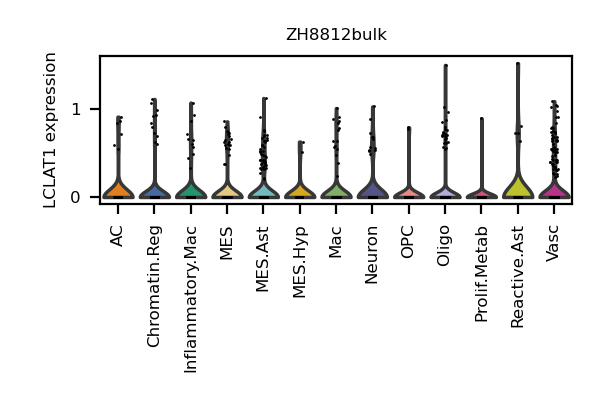 ZH8812bulk
LCLAT1 expression
1
0
AC
Chromatin.Reg
Inflammatory.Mac
MES
MES.Ast
MES.Hyp
Mac
Neuron
OPC
Oligo
Prolif.Metab
Reactive.Ast
Vasc